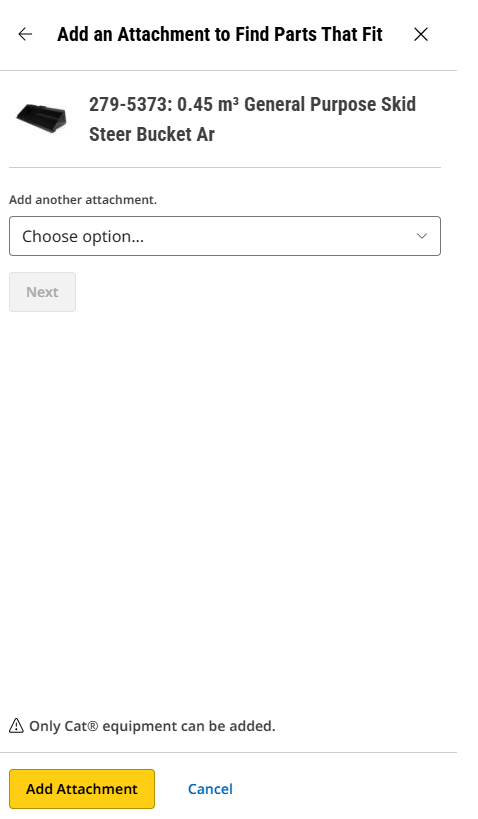 Add an Attachment to Find Parts That Fit
279-5373: 0.45 m³ General Purpose Skid
Steer Bucket Ar
Add another attachment.
Choose option...
Next
Only Cat® equipment can be added.
Add Attachment
Cancel